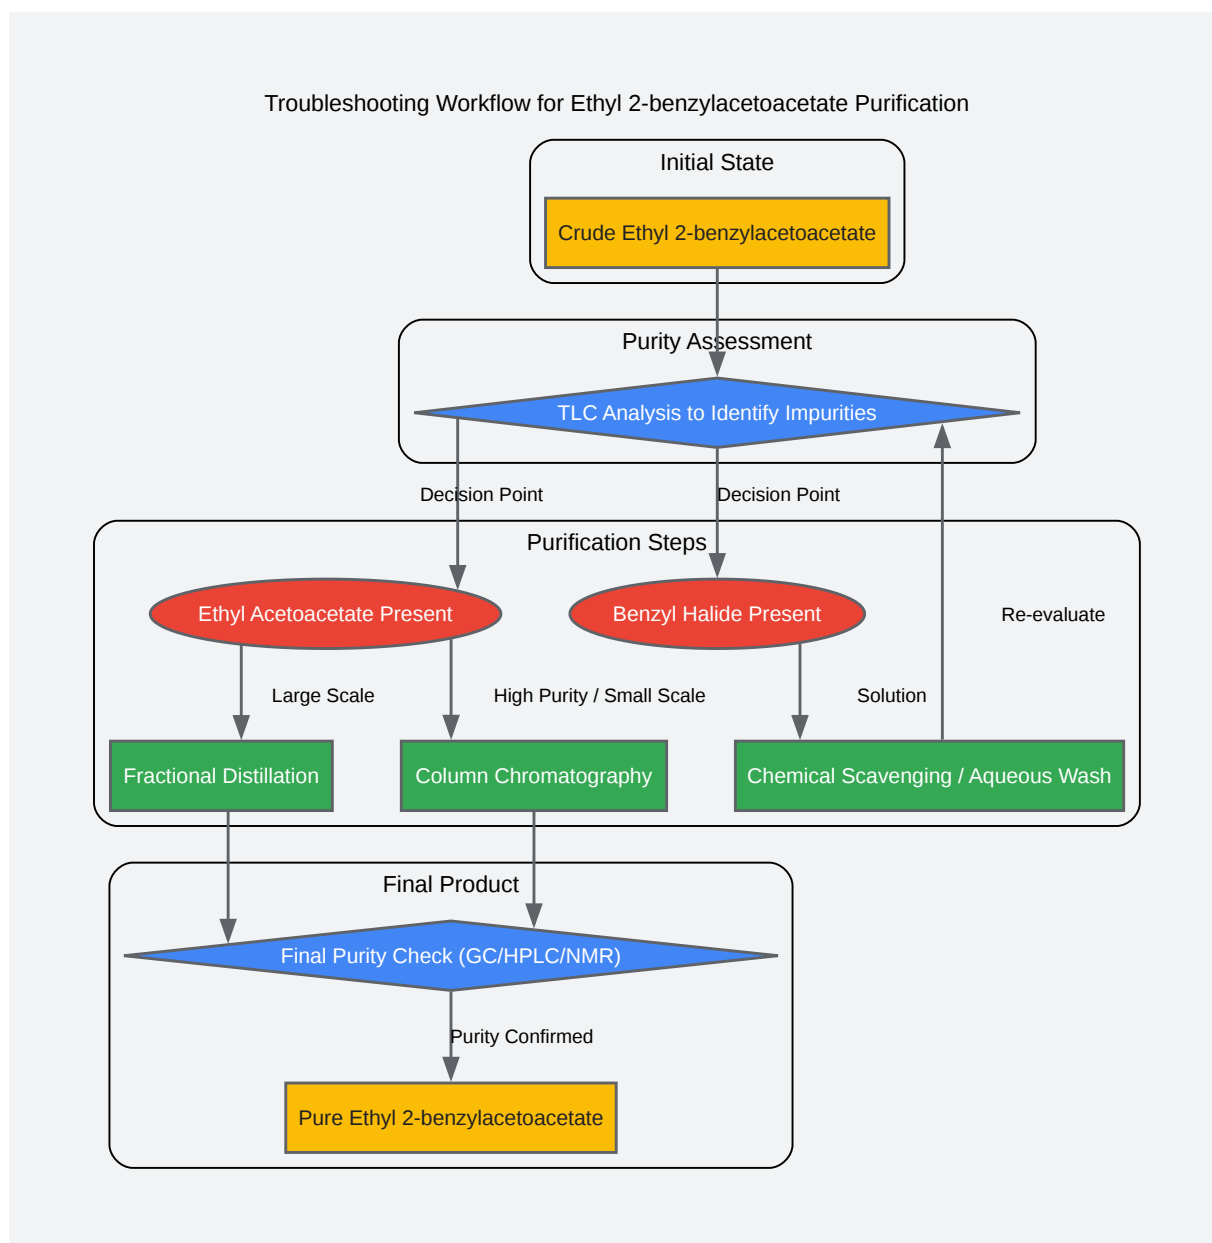 Troubleshooting Workflow for Ethyl 2-benzylacetoacetate Purification
Initial State
Crude Ethyl 2-benzylacetoacetate
Purity Assessment
TLC Analysis to Identify Impurities
Decision Point
Decision Point
Purification Steps
Ethyl Acetoacetate Present
Benzyl Halide Present
Re-evaluate
Large Scale
High Purity / Small Scale
Solution
Fractional Distillation
Column Chromatography
Chemical Scavenging / Aqueous Wash
Final Product
Final Purity Check (GC/HPLC/NMR)
Purity Confirmed
Pure Ethyl 2-benzylacetoacetate